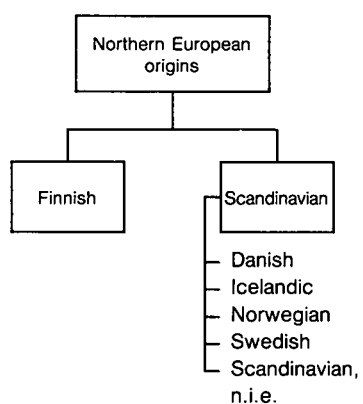 Northern European
origins
Finnish
Scandinavian
Danish
Icelandic
Norwegian
Swedish
Scandinavian,
n.i.e.